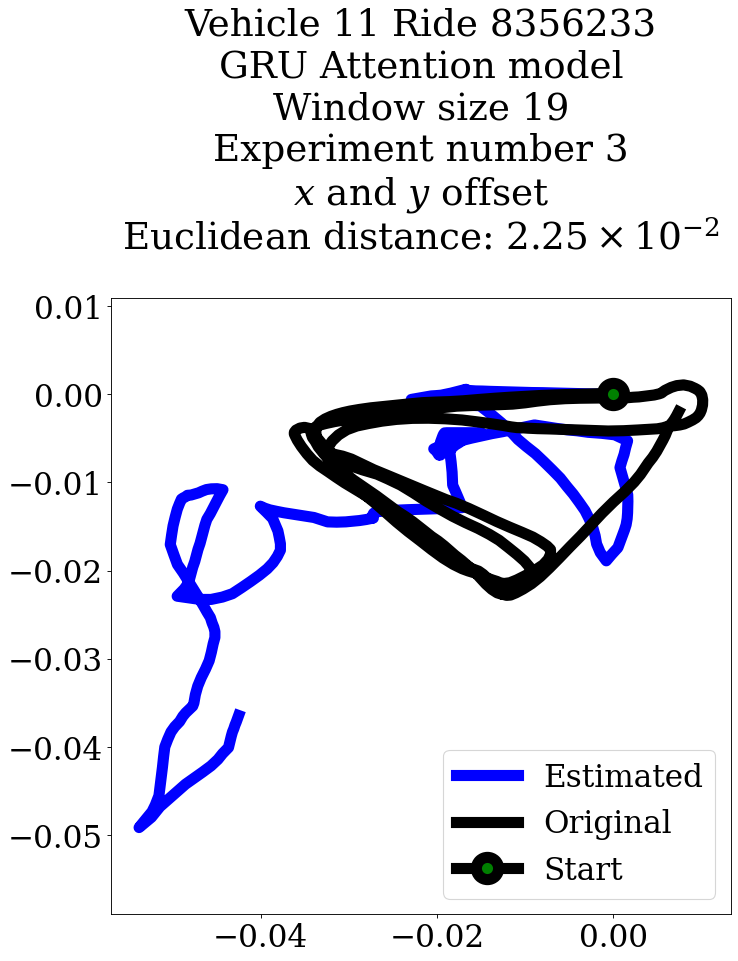 Vehicle 11 Ride 8356233
GRU Attention model
Window size 19
Experiment number 3
x and y offset
Euclidean distance: 2.25 × 10⁻²
0.01
0.00
−0.01
−0.02
−0.03
−0.04
−0.05
Estimated
Original
Start
−0.04 −0.02 0.00